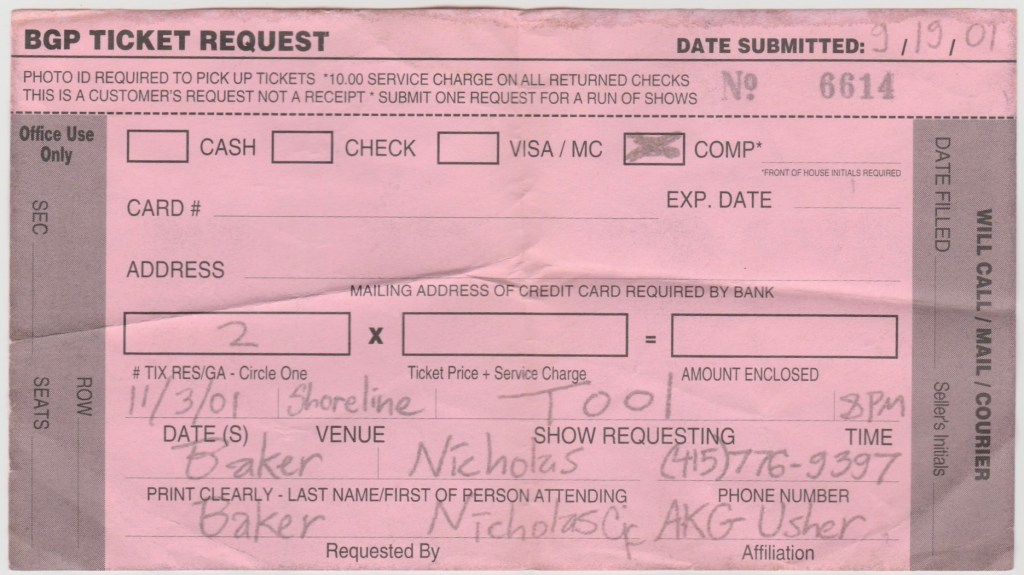 BGP TICKET REQUEST DATE SUBMITTED: 9/19/01
PHOTO ID REQUIRED TO PICK UP TICKETS *10.00 SERVICE CHARGE ON ALL RETURNED CHECKS
THIS IS A CUSTOMER'S REQUEST NOT A RECEIPT * SUBMIT ONE REQUEST FOR A RUN OF SHOWS
Nº 6614
Office Use
Only
SEC
ROW
SEATS
CASH CHECK VISA / MC COMP*
*FRONT OF HOUSE INITIALS REQUIRED
CARD # EXP. DATE
ADDRESS
MAILING ADDRESS OF CREDIT CARD REQUIRED BY BANK
2 X =
# TIX RES/GA - Circle One Ticket Price + Service Charge AMOUNT ENCLOSED
11/3/01 Shoreline Tool 8PM
DATE (S) VENUE SHOW REQUESTING TIME
Baker Nicholas (415)776-9397
PRINT CLEARLY - LAST NAME/FIRST OF PERSON ATTENDING PHONE NUMBER
Baker Nicholas AKG Usher
Requested By Affiliation
DATE FILLED
Seller's Initials
WILL CALL / MAIL / COURIER